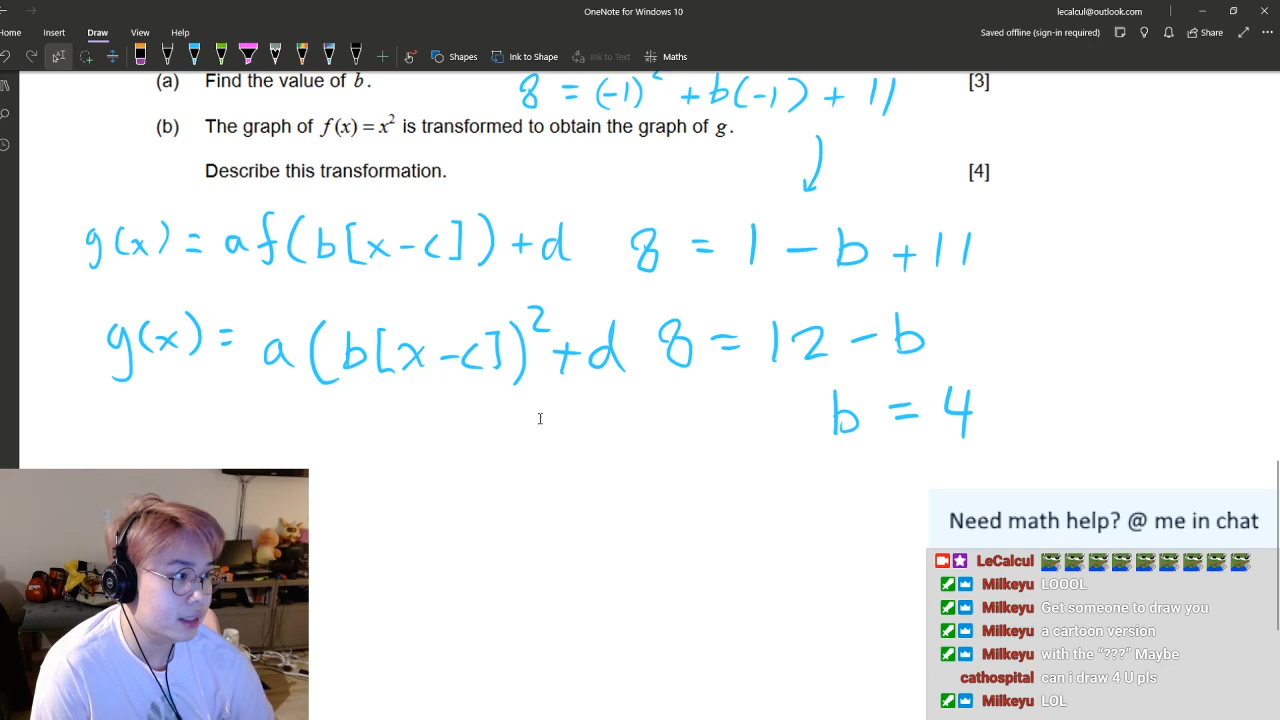 OneNote for Windows 10
lecalcul@outlook.com
Home Insert Draw View Help
Saved offline (sign-in required)
Share
Shapes
Ink to Shape
Ink to Text
Maths
(a) Find the value of b. [3]
8 = (-1)² + b(-1) + 11
(b) The graph of f(x) = x² is transformed to obtain the graph of g.
Describe this transformation. [4]
g(x) = af(b[x-c]) + d
8 = 1 - b + 11
g(x) = a(b[x-c])² + d
8 = 12 - b
b = 4
Need math help? @ me in chat
LeCalcul
Milkeyu LOOOL
Milkeyu Get someone to draw you
Milkeyu a cartoon version
Milkeyu with the “???” Maybe
cathospital can i draw 4 U pls
Milkeyu LOL